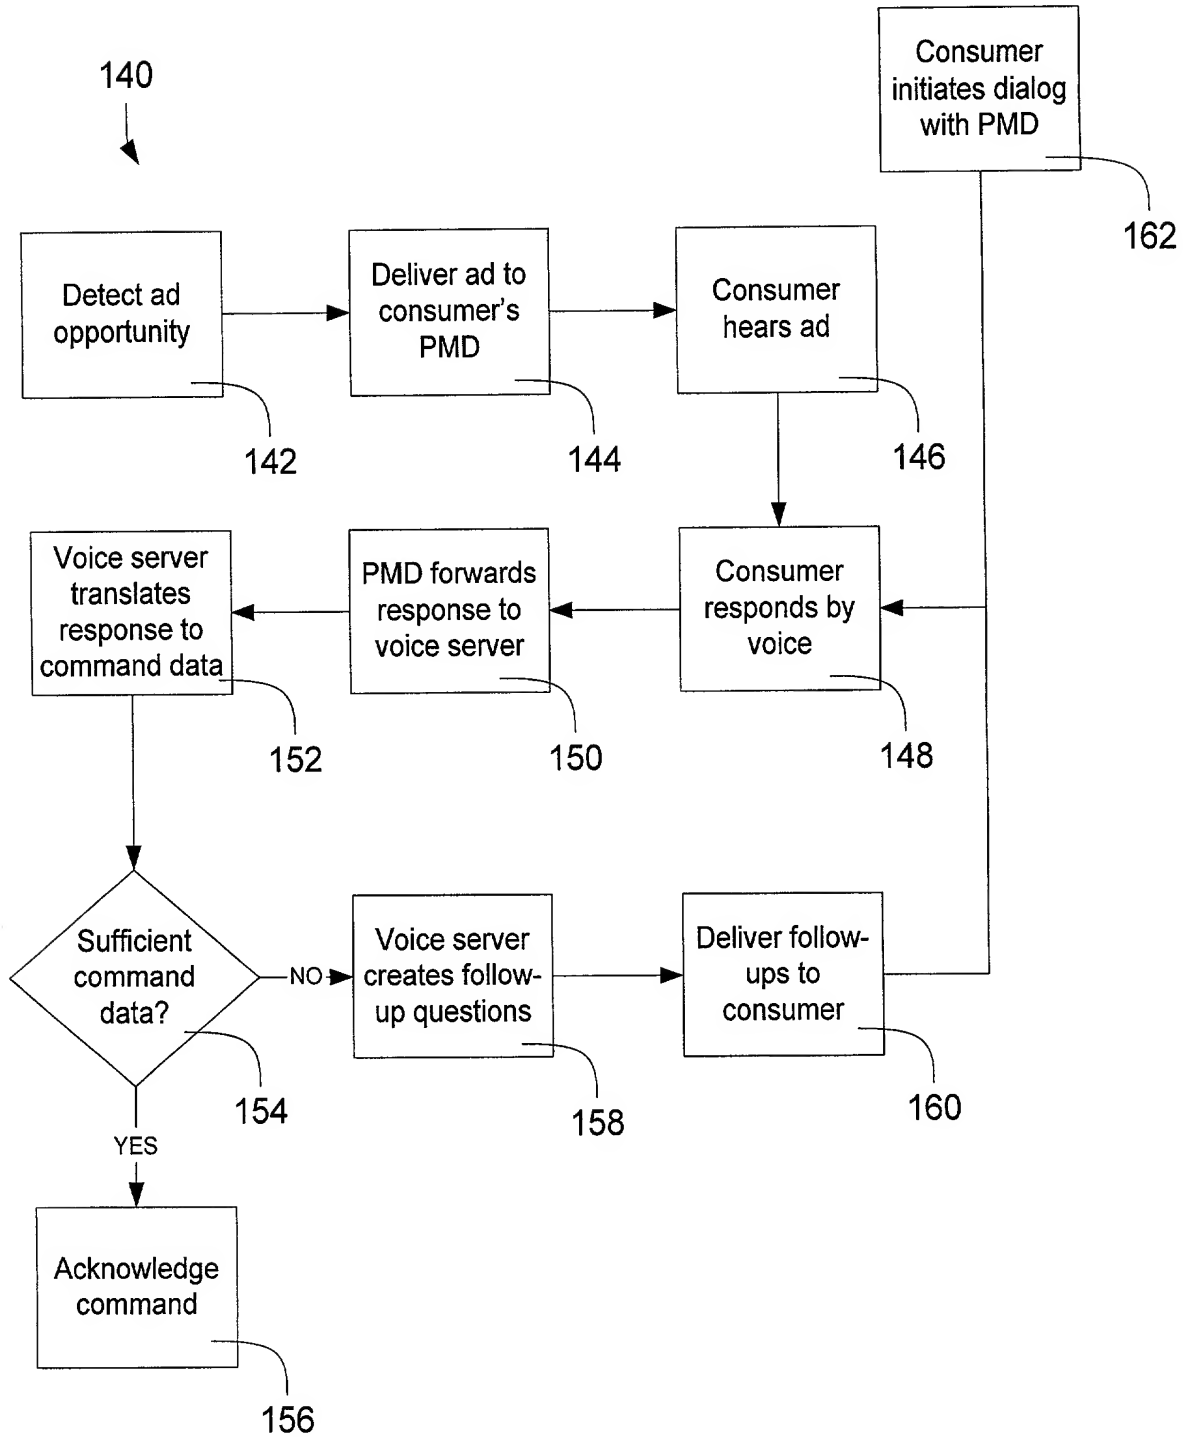 140
Consumer
initiates dialog
with PMD
162
Detect ad
opportunity
142
Deliver ad to
consumer's
PMD
144
Consumer
hears ad
146
Voice server
translates
response to
command data
152
PMD forwards
response to
voice server
150
Consumer
responds by
voice
148
Sufficient
command
data?
154
NO
Voice server
creates follow-
up questions
158
Deliver follow-
ups to
consumer
160
YES
Acknowledge
command
156